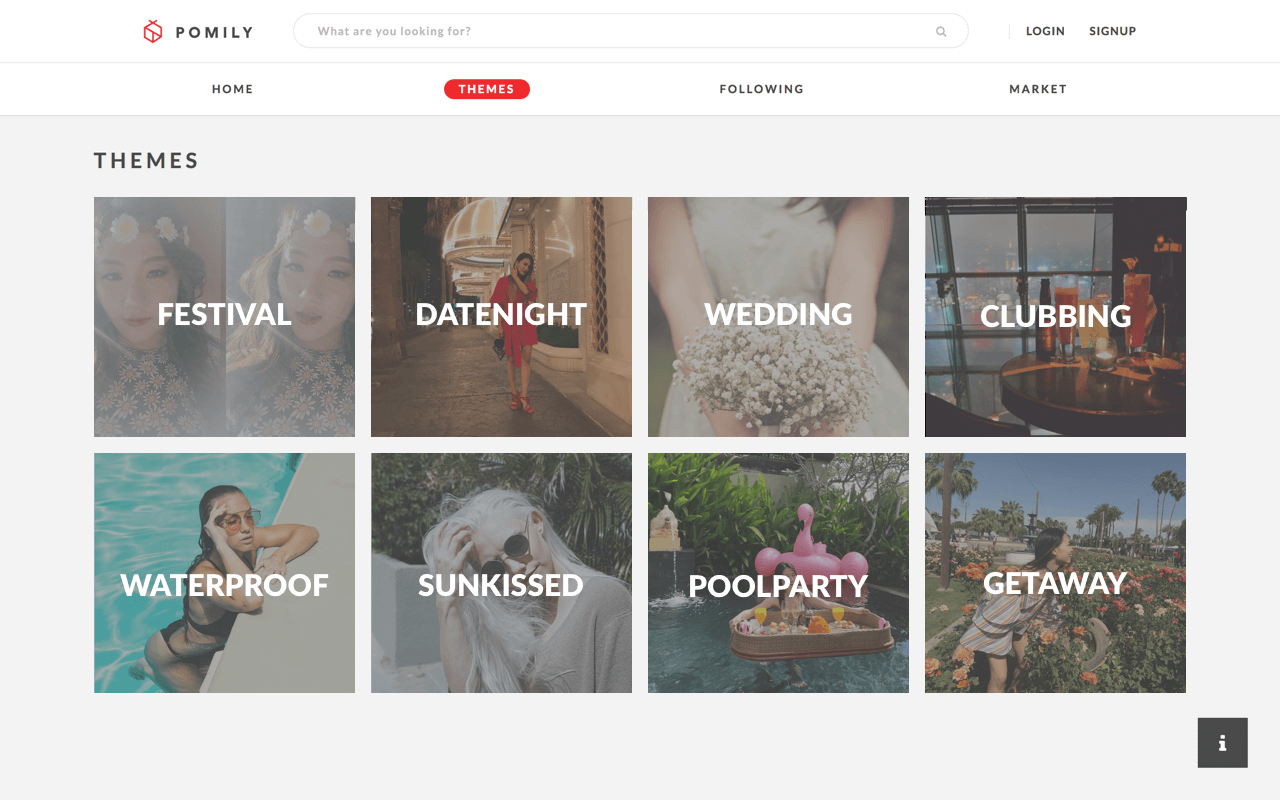 POMILY
What are you looking for?
LOGIN
SIGNUP
HOME
THEMES
FOLLOWING
MARKET
THEMES
FESTIVAL
DATENIGHT
WEDDING
CLUBBING
WATERPROOF
SUNKISSED
POOLPARTY
GETAWAY